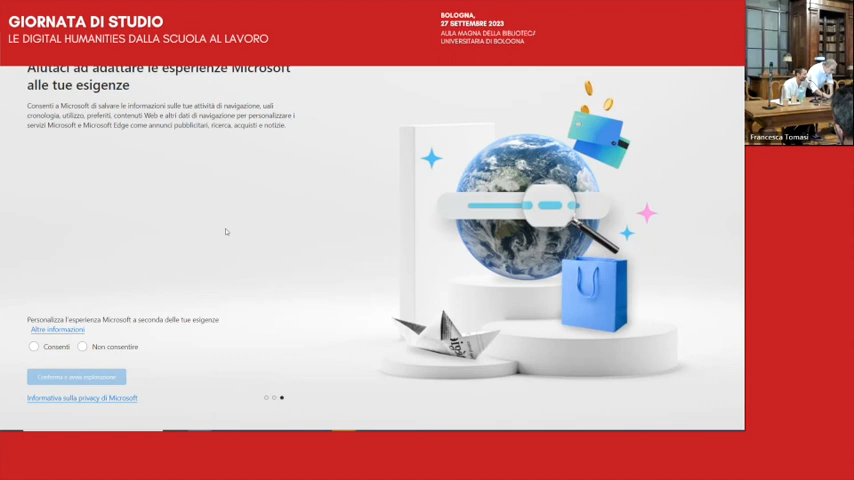 GIORNATA DI STUDIO
LE DIGITAL HUMANITIES DALLA SCUOLA AL LAVORO
BOLOGNA,
27 SETTEMBRE 2023
AULA MAGNA DELLA BIBLIOTECA
UNIVERSITARIA DI BOLOGNA
Aiutaci ad adattare le esperienze Microsoft
alle tue esigenze
Consenti a Microsoft di salvare le informazioni sulle tue attività di navigazione, uali
cronologia, utilizzo, preferiti, contenuti Web e altri dati di navigazione per personalizzare i
servizi Microsoft e Microsoft Edge come annunci pubblicitari, ricerca, acquisti e notizie.
Personalizza l'esperienza Microsoft a seconda delle tue esigenze
Altre informazioni
Consenti Non consentire
Conferma e avvia esplorazione
Informativa sulla privacy di Microsoft
Francesca Tomasi